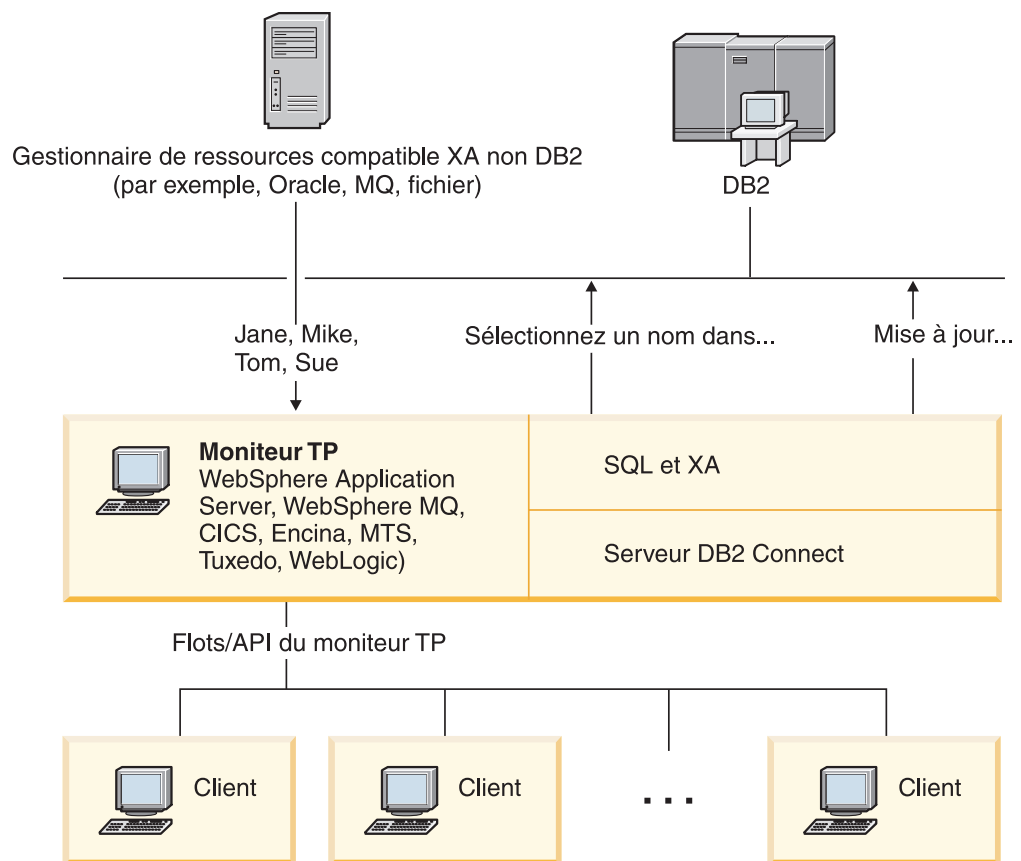 Gestionnaire de ressources compatible XA non DB2
(par exemple, Oracle, MQ, fichier)
DB2
Jane, Mike,
Tom, Sue
Sélectionnez un nom dans...
Mise à jour...
Moniteur TP
WebSphere Application
Server, WebSphere MQ,
CICS, Encina, MTS,
Tuxedo, WebLogic)
SQL et XA
Serveur DB2 Connect
Flots/API du moniteur TP
Client
Client
...
Client